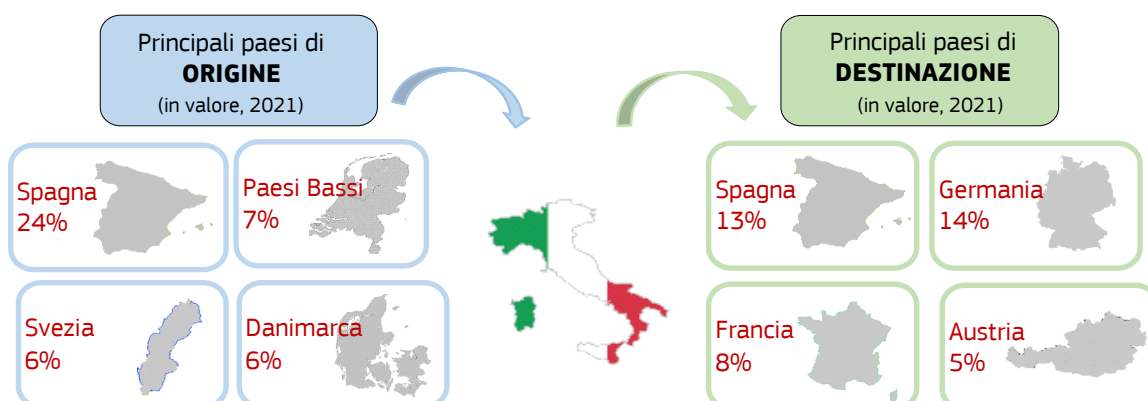 Principali paesi di
ORIGINE
(in valore, 2021)
Principali paesi di
DESTINAZIONE
(in valore, 2021)
Spagna
24%
Paesi Bassi
7%
Svezia
6%
Danimarca
6%
Spagna
13%
Germania
14%
Francia
8%
Austria
5%